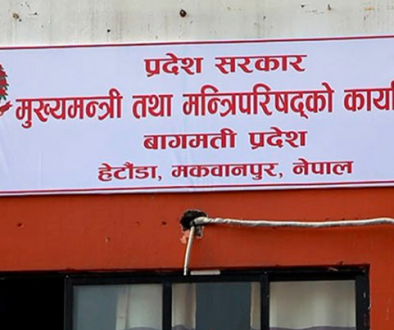 प्रदेश सरकार
मुख्यमन्त्री तथा मन्त्रिपरिषद्को
बागमती प्रदेश
हेटौंडा, मकवानपुर, नेपाल